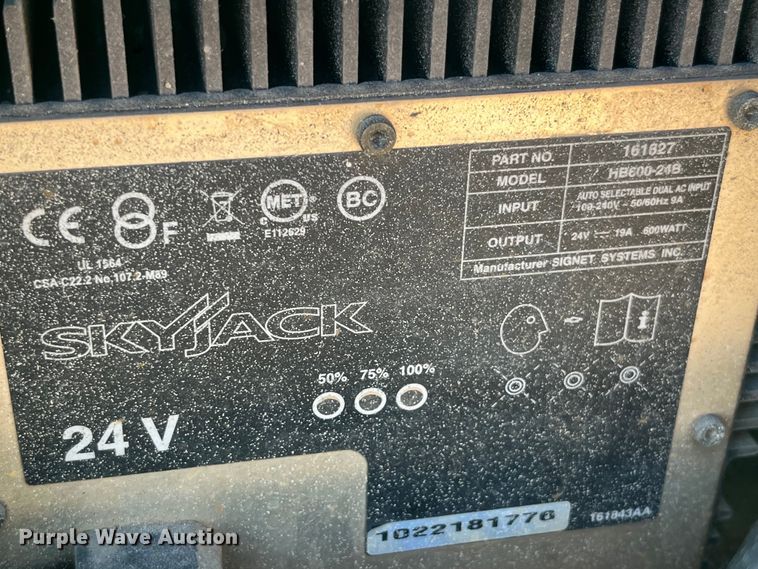 PART NO. 161827
MODEL HB600-24B
INPUT AUTO SELECTABLE DUAL AC INPUT
100-240V ~ 50/60Hz 9A
OUTPUT 24V ⎓ 19A 600WATT
Manufacturer SIGNET SYSTEMS INC.
CE
F
C MET ® US
E112629
BC
UL 1564
CSA-C22.2 No.107.2-M89
SKYJACK
50% 75% 100%
24 V
i
1022181776
161843AA
Purple Wave Auction